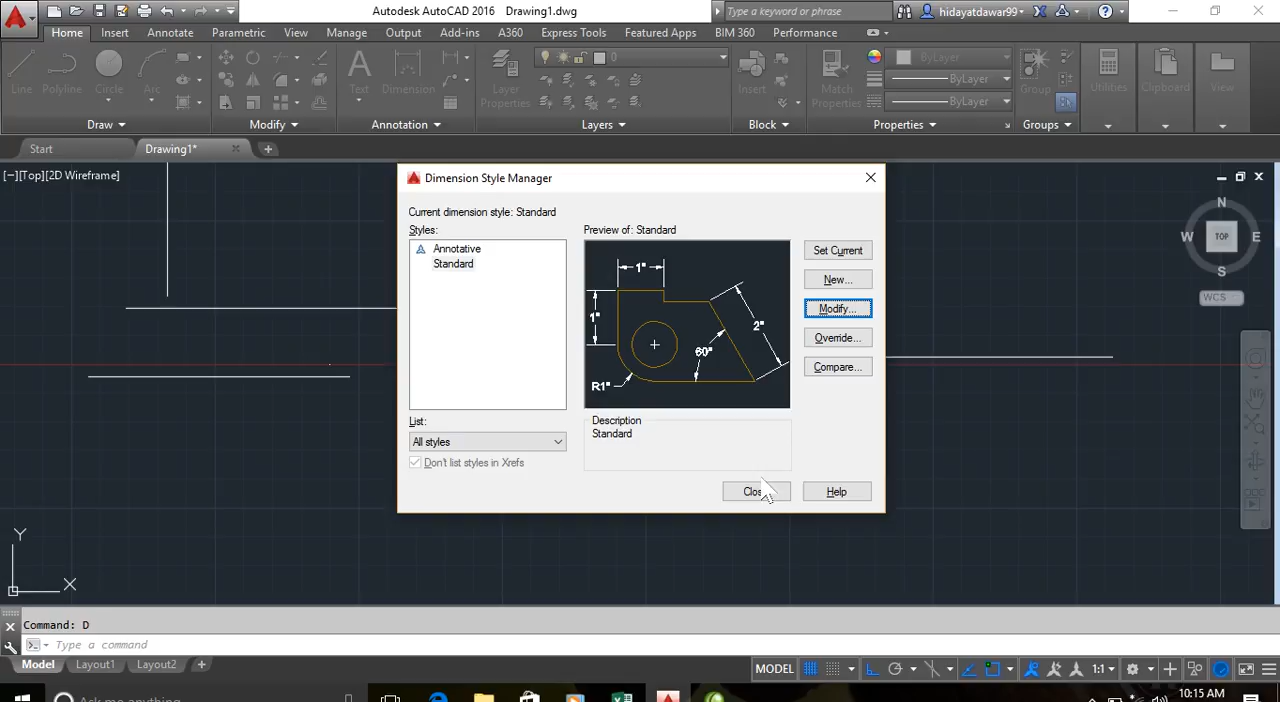 Autodesk AutoCAD 2016 Drawing1.dwg
Type a keyword or phrase
hidayatdawar99
Home Insert Annotate Parametric View Manage Output Add-ins A360 Express Tools Featured Apps BIM 360 Performance
0
ByLayer
Line Polyline Circle Arc
Text Dimension
Layer Properties
Insert
Match Properties
ByLayer
ByLayer
Group
Utilities Clipboard View
Draw Modify Annotation Layers Block Properties Groups
Start Drawing1*
[−][Top][2D Wireframe]
Dimension Style Manager
Current dimension style: Standard
Styles:
Annotative
Standard
Preview of: Standard
1"
1"
2"
60°
R1"
Set Current
New...
Modify...
Override...
Compare...
List:
All styles
Don't list styles in Xrefs
Description
Standard
Help
N
W TOP E
S
WCS
Y
X
Command: D
Type a command
Model Layout1 Layout2
MODEL
1:1
Ask me anything
10:15 AM